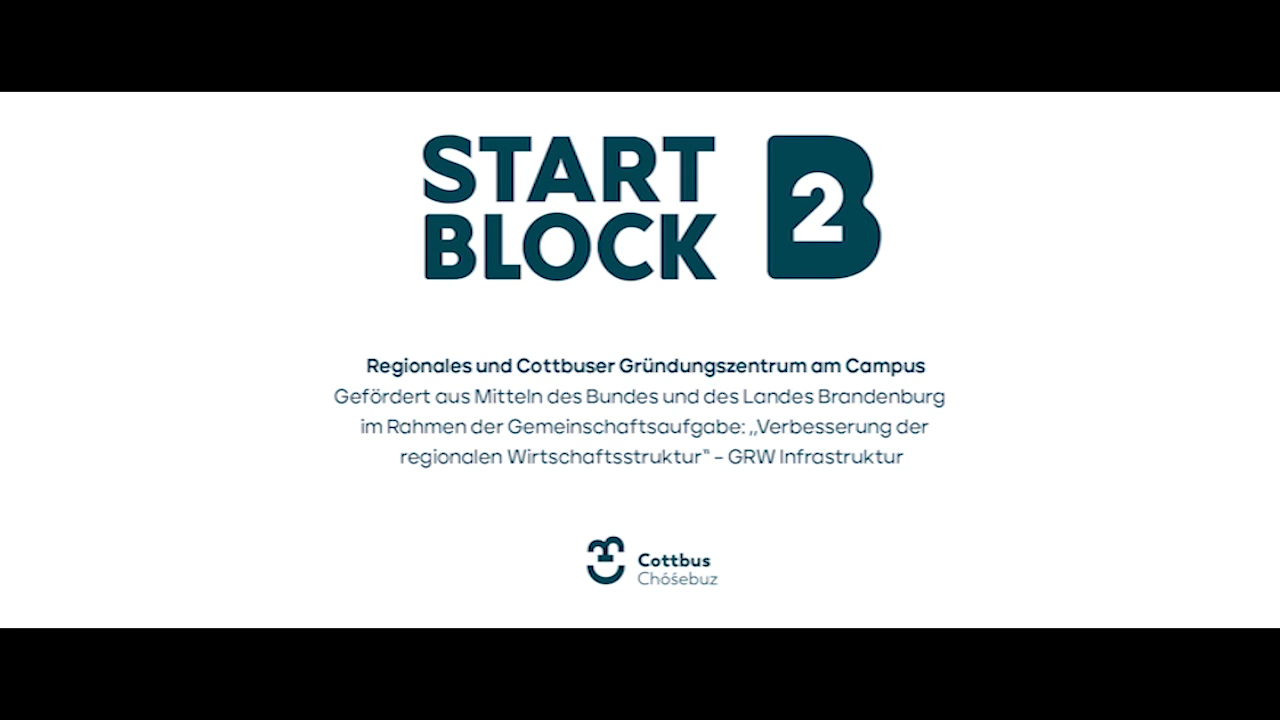 START
BLOCK
B2
Regionales und Cottbuser Gründungszentrum am Campus
Gefördert aus Mitteln des Bundes und des Landes Brandenburg
im Rahmen der Gemeinschaftsaufgabe: ,,Verbesserung der
regionalen Wirtschaftsstruktur“ – GRW Infrastruktur
Cottbus
Chóśebuz